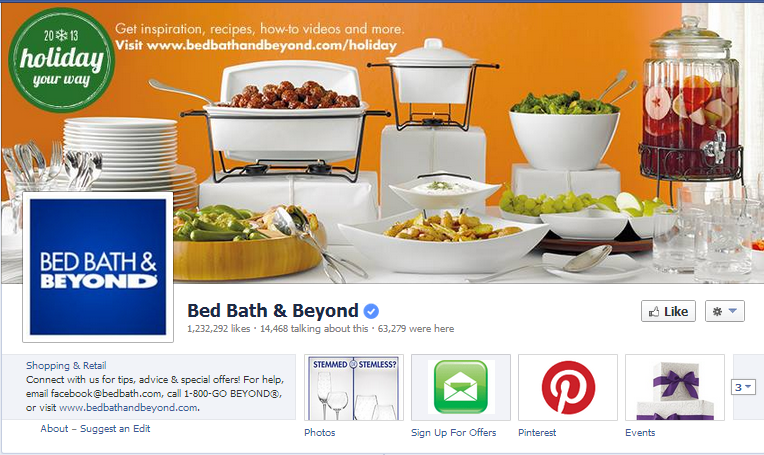 20 13
holiday
your way
Get inspiration, recipes, how-to videos and more.
Visit www.bedbathandbeyond.com/holiday
BED BATH &
BEYOND
Bed Bath & Beyond
1,232,292 likes · 14,468 talking about this · 63,279 were here
Like
Shopping & Retail
Connect with us for tips, advice & special offers! For help,
email facebook@bedbath.com, call 1-800-GO BEYOND®,
or visit www.bedbathandbeyond.com.
About – Suggest an Edit
STEMMED OR STEMLESS?
Photos
Sign Up For Offers
Pinterest
Events
3